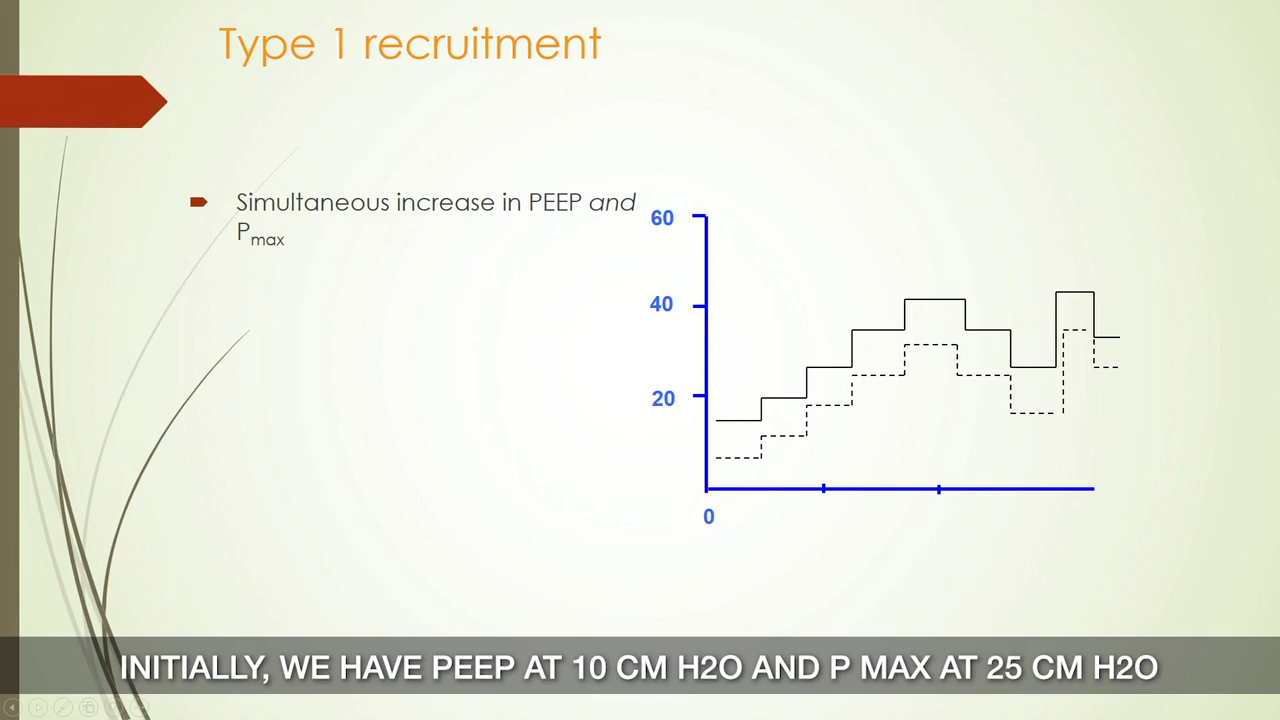 Type 1 recruitment
Simultaneous increase in PEEP and
Pmax
60
40
20
0
INITIALLY, WE HAVE PEEP AT 10 CM H2O AND P MAX AT 25 CM H2O